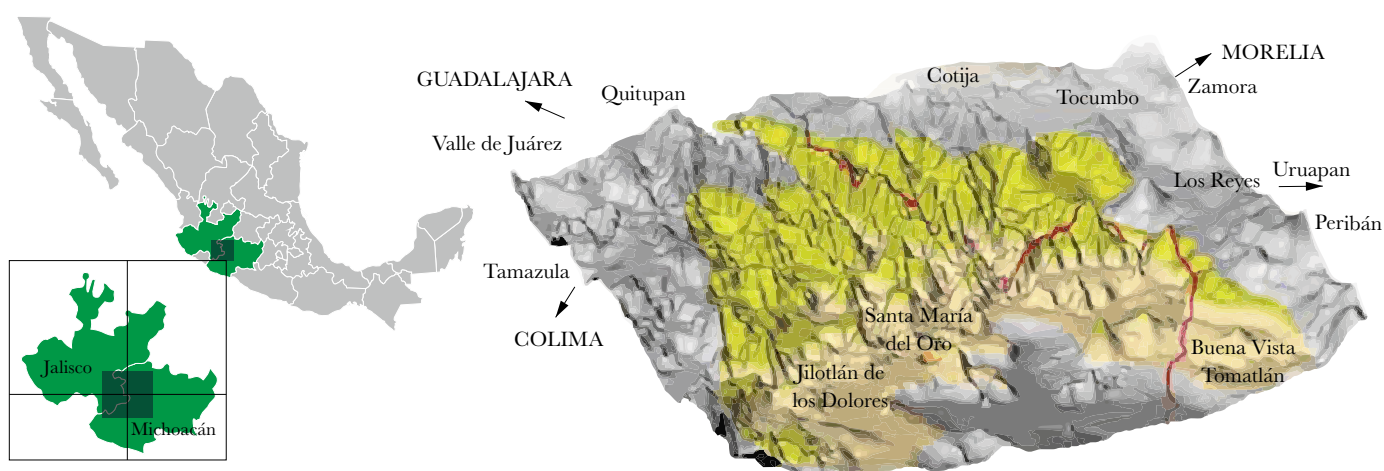 Jalisco
Michoacán
GUADALAJARA
Quitupan
Valle de Juárez
Tamazula
COLIMA
Cotija
Tocumbo
MORELIA
Zamora
Los Reyes
Uruapan
Peribán
Santa María
del Oro
Jilotlán de
los Dolores
Buena Vista
Tomatlán